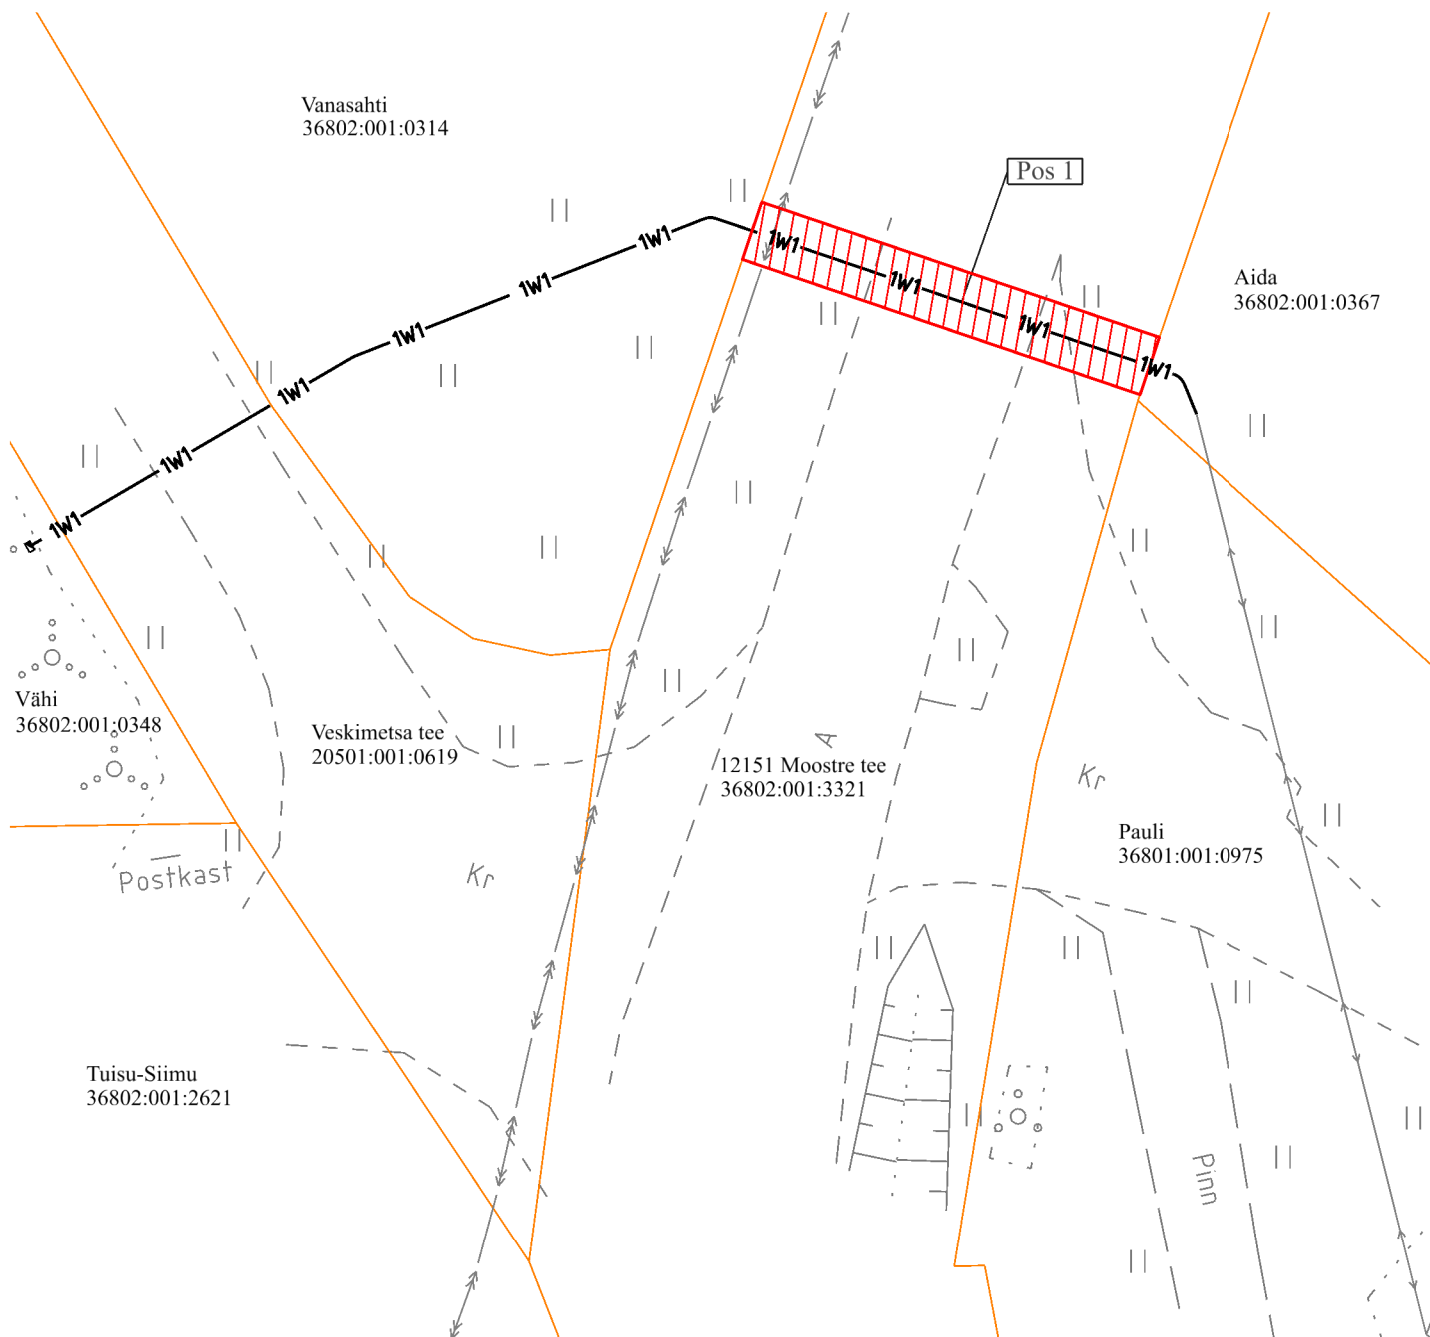 Vanasahti
36802:001:0314
Pos 1
1W1
1W1
1W1
1W1
1W1
1W1
1W1
1W1
1W1
1W1
Aida
36802:001:0367
Vähi
36802:001:0348
Veskimetsa tee
20501:001:0619
A
12151 Moostre tee
36802:001:3321
Kr
Pauli
36801:001:0975
Postkast
Kr
Tuisu-Siimu
36802:001:2621
Pinn